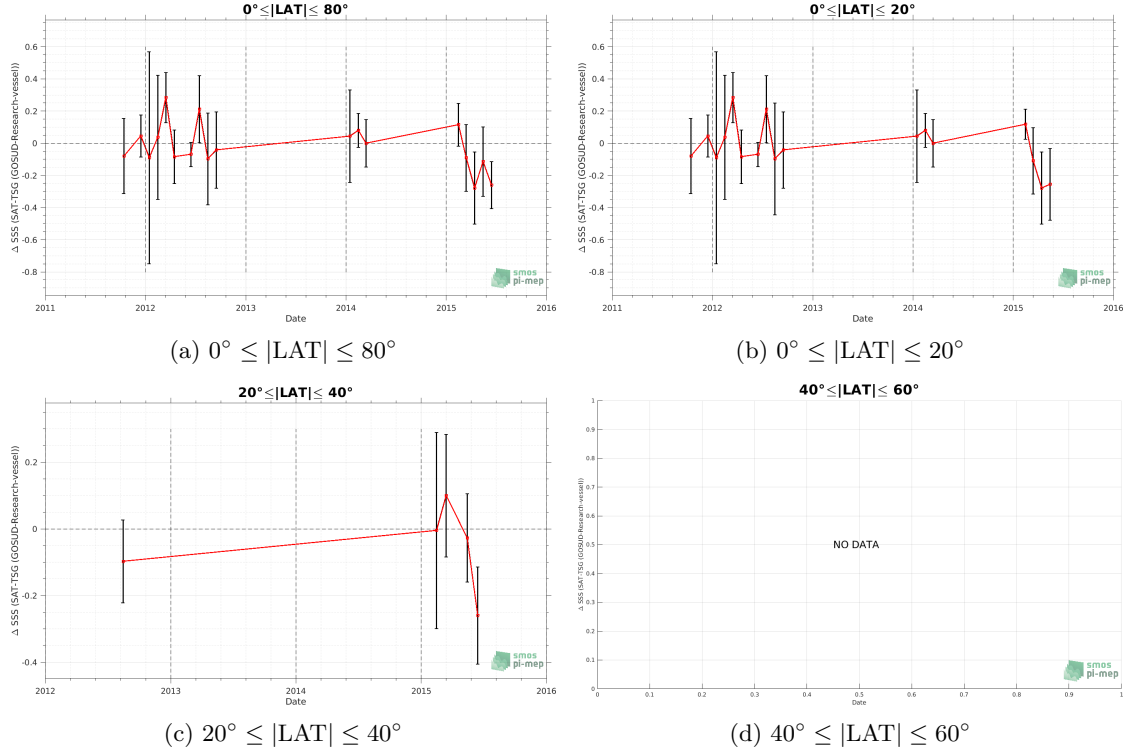 0°≤|LAT|≤ 80°
Δ SSS (SAT-TSG (GOSUD-Research-vessel))
0.6
0.4
0.2
0
-0.2
-0.4
-0.6
-0.8
2011 2012 2013 2014 2015 2016
Date
smos
pi-mep
(a) 0° ≤ |LAT| ≤ 80°
0°≤|LAT|≤ 20°
Δ SSS (SAT-TSG (GOSUD-Research-vessel))
0.6
0.4
0.2
0
-0.2
-0.4
-0.6
-0.8
2011 2012 2013 2014 2015 2016
Date
smos
pi-mep
(b) 0° ≤ |LAT| ≤ 20°
20°≤|LAT|≤ 40°
Δ SSS (SAT-TSG (GOSUD-Research-vessel))
0.2
0
-0.2
-0.4
2012 2013 2014 2015 2016
Date
smos
pi-mep
(c) 20° ≤ |LAT| ≤ 40°
40°≤|LAT|≤ 60°
Δ SSS (SAT-TSG (GOSUD-Research-vessel))
1
0.9
0.8
0.7
0.6
0.5
0.4
0.3
0.2
0.1
0
NO DATA
0 0.1 0.2 0.3 0.4 0.5 0.6 0.7 0.8 0.9 1
Date
smos
pi-mep
(d) 40° ≤ |LAT| ≤ 60°